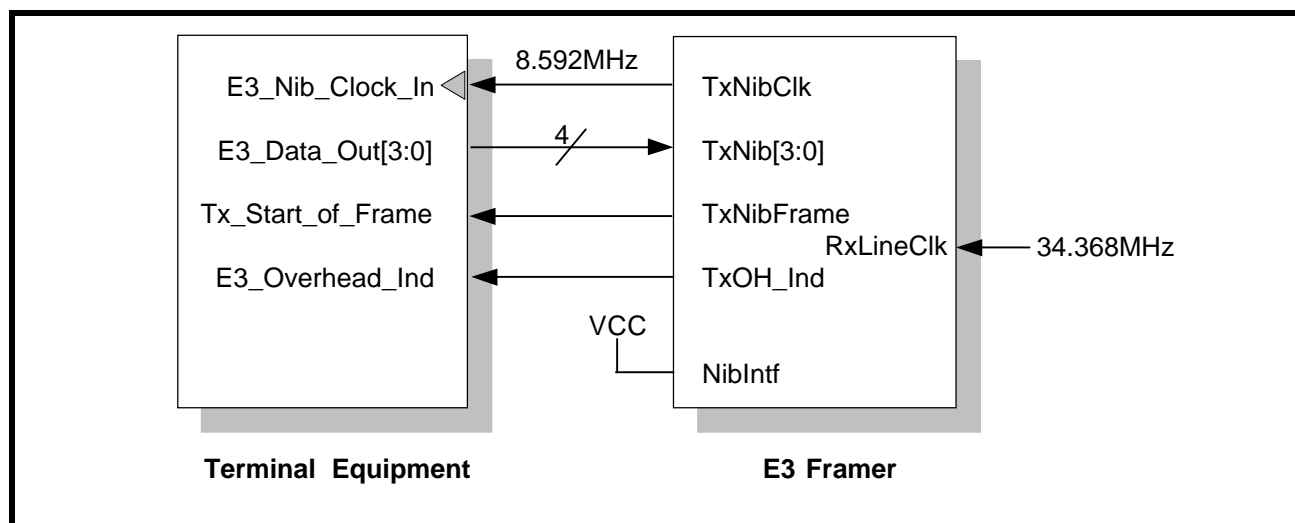 8.592MHz
E3_Nib_Clock_In
TxNibClk
4
E3_Data_Out[3:0]
TxNib[3:0]
Tx_Start_of_Frame
TxNibFrame
RxLineClk
34.368MHz
E3_Overhead_Ind
TxOH_Ind
VCC
NibIntf
Terminal Equipment
E3 Framer